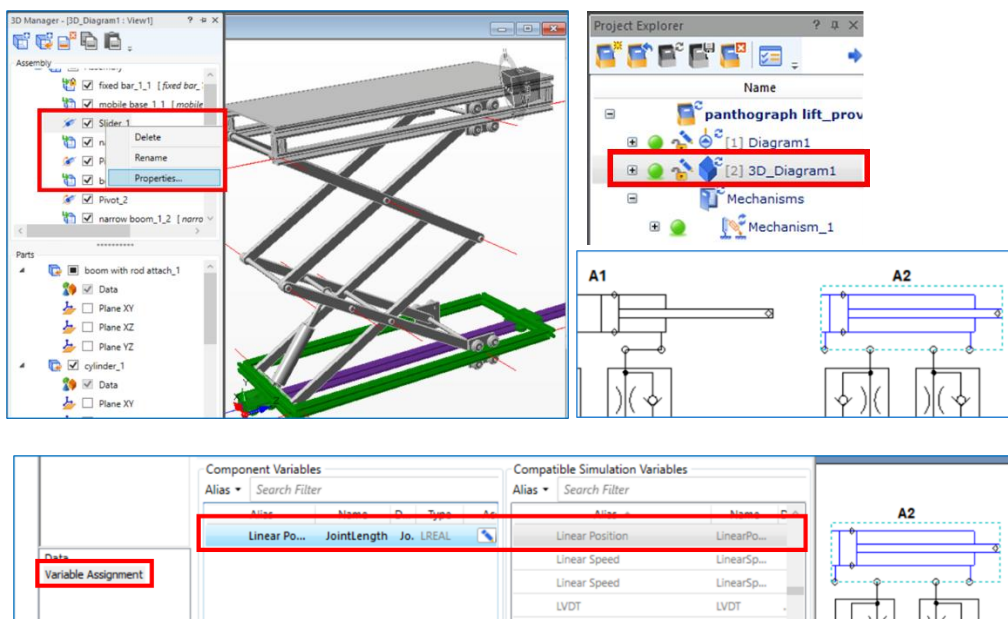 3D Manager - [3D_Diagram1 : View1]
Assembly
fixed bar_1_1 [fixed bar_
mobile base_1_1 [mobile
Slider_1
Delete
Rename
Properties...
Pivot_2
narrow boom_1_2 [narro
Parts
boom with rod attach_1
Data
Plane XY
Plane XZ
Plane YZ
cylinder_1
Data
Plane XY
Project Explorer
Name
panthograph lift_prov
[1] Diagram1
[2] 3D_Diagram1
Mechanisms
Mechanism_1
A1
A2
Data
Variable Assignment
Component Variables
Alias
Search Filter
Alias Name D... Type As
Linear Po... JointLength Jo. LREAL
Compatible Simulation Variables
Alias
Search Filter
Alias Name
Linear Position LinearPo...
Linear Speed LinearSp...
Linear Speed LinearSp...
LVDT LVDT
A2